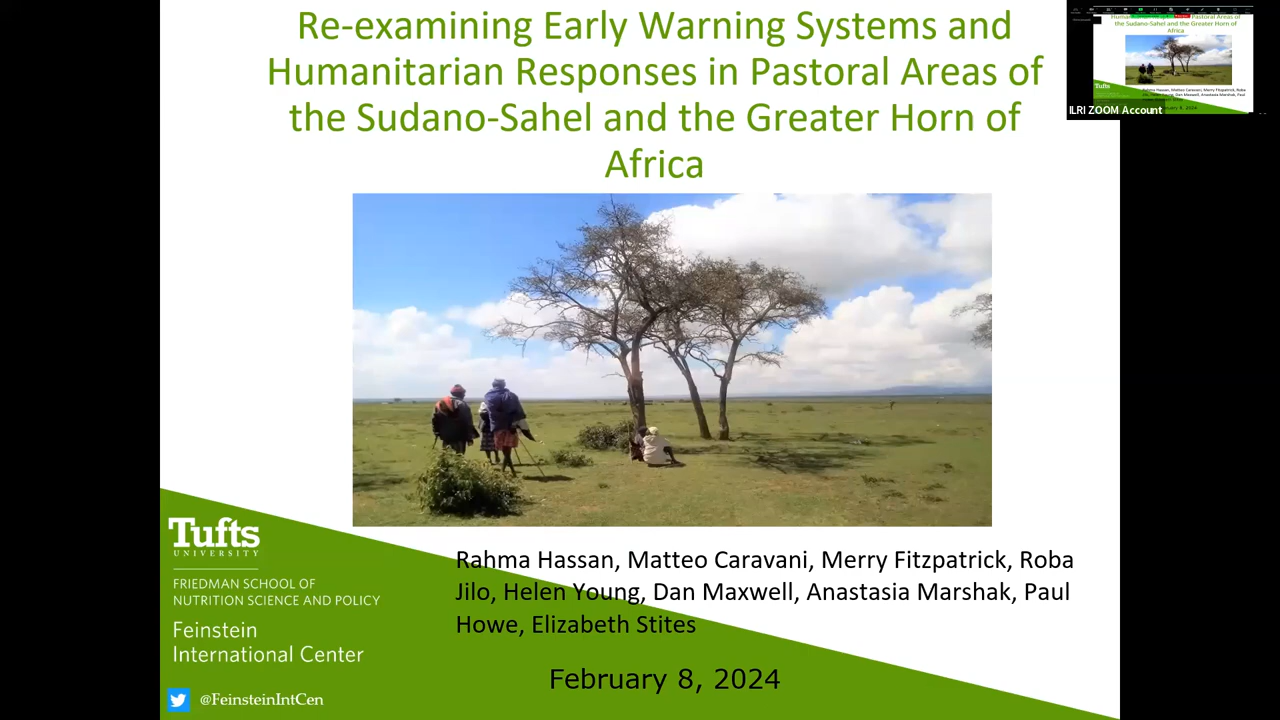 Re-examining Early Warning Systems and
Humanitarian Responses in Pastoral Areas of
the Sudano-Sahel and the Greater Horn of
Africa
Rahma Hassan, Matteo Caravani, Merry Fitzpatrick, Roba
Jilo, Helen Young, Dan Maxwell, Anastasia Marshak, Paul
Howe, Elizabeth Stites
February 8, 2024
Tufts
UNIVERSITY
FRIEDMAN SCHOOL OF
NUTRITION SCIENCE AND POLICY
Feinstein
International Center
@FeinsteinIntCen
ILRI ZOOM Account